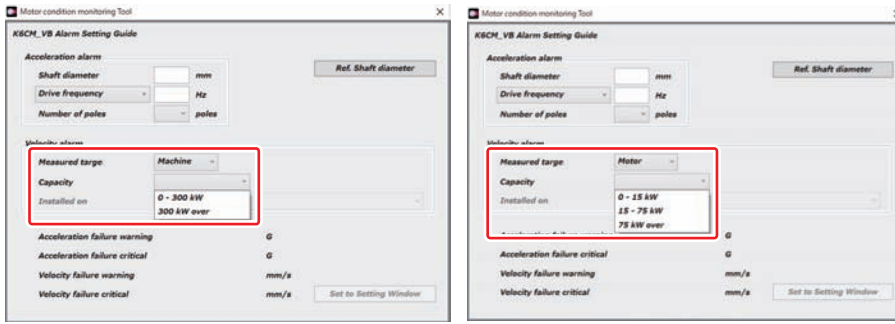 Motor condition monitoring Tool
K6CM_VB Alarm Setting Guide
Acceleration alarm
Shaft diameter mm
Ref. Shaft diameter
Drive frequency Hz
Number of poles poles
Velocity alarm
Measured targe Machine
Capacity
0 - 300 kW
Installed on
300 kW over
Acceleration failure warning G
Acceleration failure critical G
Velocity failure warning mm/s
Velocity failure critical mm/s
Set to Setting Window
Motor condition monitoring Tool
K6CM_VB Alarm Setting Guide
Acceleration alarm
Shaft diameter mm
Ref. Shaft diameter
Drive frequency Hz
Number of poles poles
Velocity alarm
Measured targe Motor
Capacity
0 - 15 kW
Installed on
15 - 75 kW
75 kW over
G
Acceleration failure critical G
Velocity failure warning mm/s
Velocity failure critical mm/s
Set to Setting Window